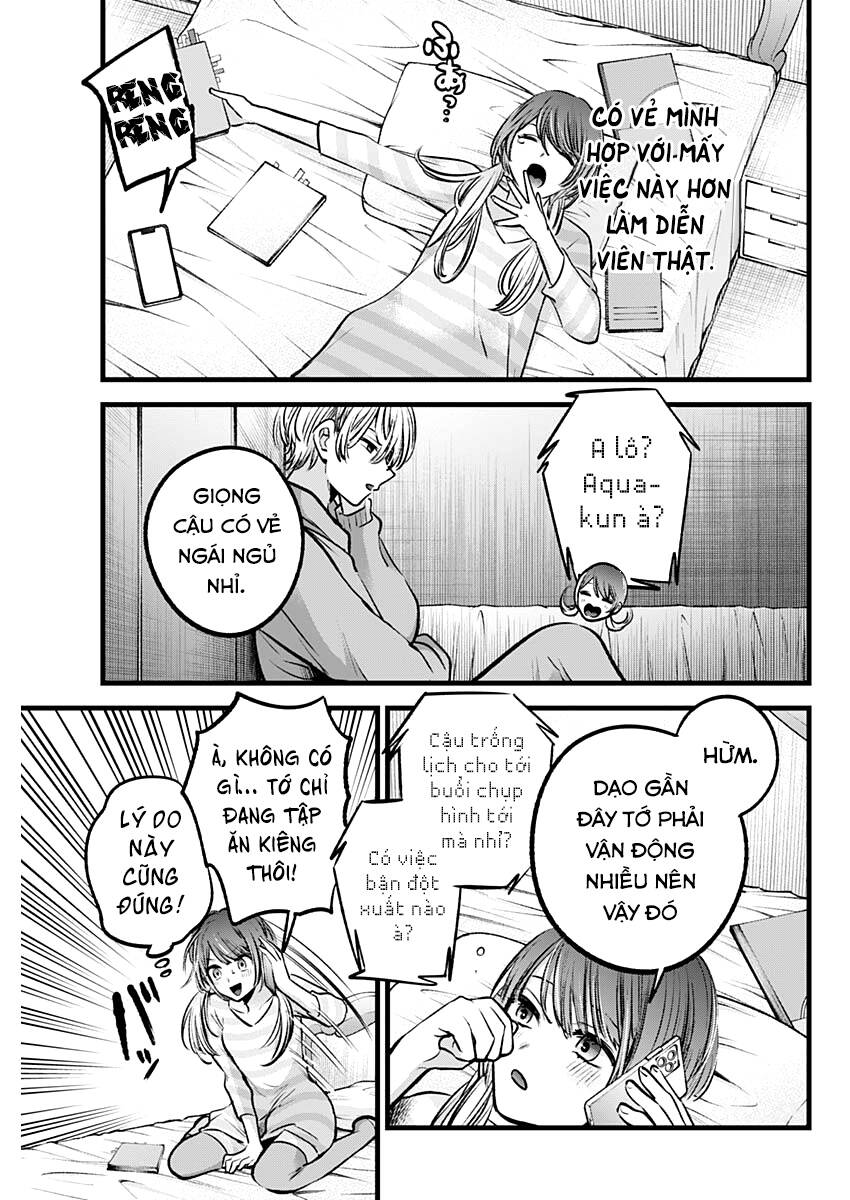 ふぁ?
CÓ VẺ MÌNH
HỢP VỚI MẤY
VIỆC NÀY HƠN
LÀM DIỄN
VIÊN THẬT.
RENG
RENG
A lô?
Aqua-
kun à?
GIỌNG
CẬU CÓ VẺ
NGÁI NGỦ
NHỈ.
HỪM.
DẠO GẦN
ĐÂY TỚ PHẢI
VẬN ĐỘNG
NHIỀU NÊN
VẬY ĐÓ
Cậu trống
lịch cho tới
buổi chụp
hình tới
mà nhỉ?
Có việc
bận đột
xuất nào
à?
À, KHÔNG CÓ
GÌ... TỚ CHỈ
ĐANG TẬP
ĂN KIÊNG
THÔI!
LÝ DO
NÀY
CŨNG
ĐÚNG!